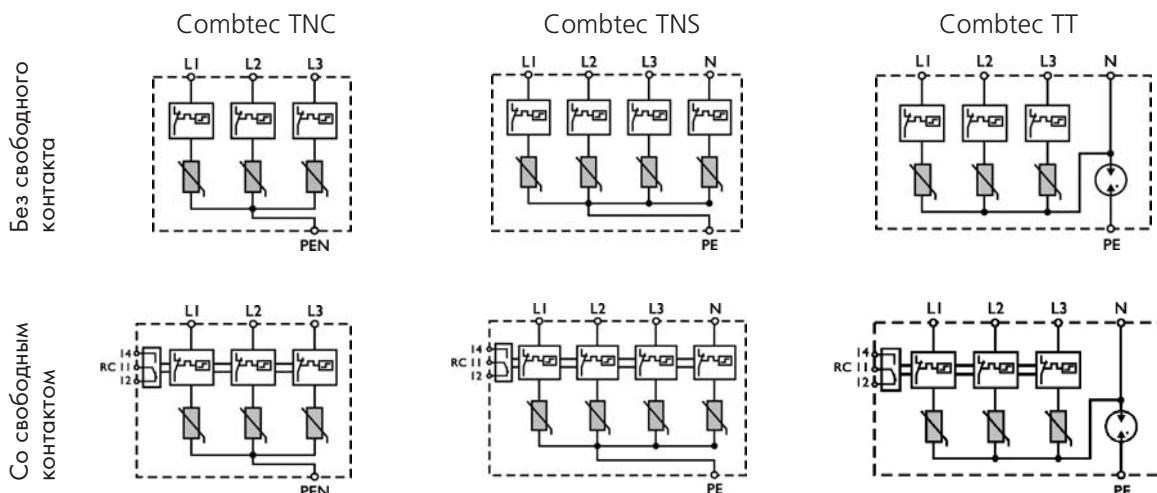 Combtec TNC
Combtec TNS
Combtec TT
Без свободного
контакта
L1 L2 L3
PEN
L1 L2 L3 N
PE
L1 L2 L3 N
PE
Со свободным
контактом
L1 L2 L3
14
RC 11
12
PEN
L1 L2 L3 N
14
RC 11
12
PE
L1 L2 L3 N
14
RC 11
12
PE